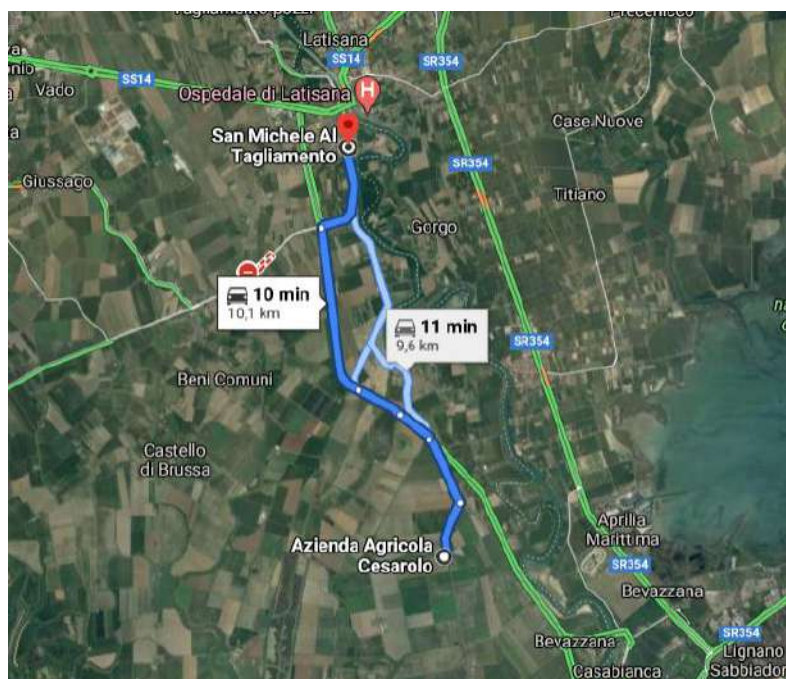 Latisana
SR354
SS14
SS14
Vado
Ospedale di Latisana
H
San Michele Al
Tagliamento
Case Nuove
SR354
Giussago
Titiano
Gorgo
10 min
10,1 km
11 min
9,6 km
SR354
Beni Comuni
Castello
di Brussa
Azienda Agricola
Cesarolo
Aprilia
Marittima
SR354
Bevazzana
SR354
Bevazzana
Lignano
Sabbiador
Casabianca